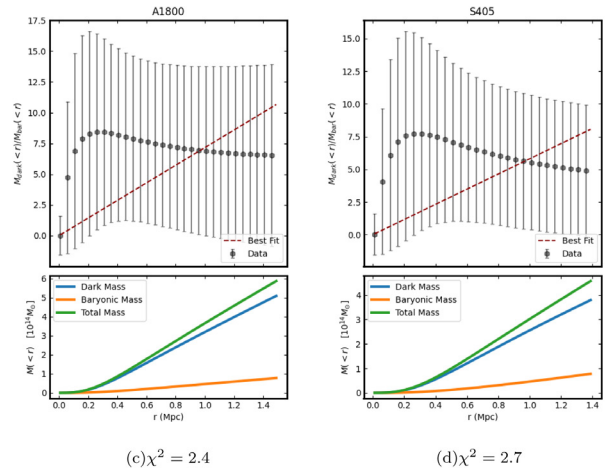 A1800
17.5
15.0
12.5
10.0
7.5
5.0
2.5
0.0
M_dark(<r)/M_bar(<r)
Best Fit
Data
Dark Mass
Baryonic Mass
Total Mass
6
5
4
3
2
1
0
M(<r) [10^14 M_⊙]
0.0 0.2 0.4 0.6 0.8 1.0 1.2 1.4
r (Mpc)
(c)χ² = 2.4
S405
15.0
12.5
10.0
7.5
5.0
2.5
0.0
M_dark(<r)/M_bar(<r)
Best Fit
Data
Dark Mass
Baryonic Mass
Total Mass
4
3
2
1
0
M(<r) [10^14 M_⊙]
0.0 0.2 0.4 0.6 0.8 1.0 1.2 1.4
r (Mpc)
(d)χ² = 2.7